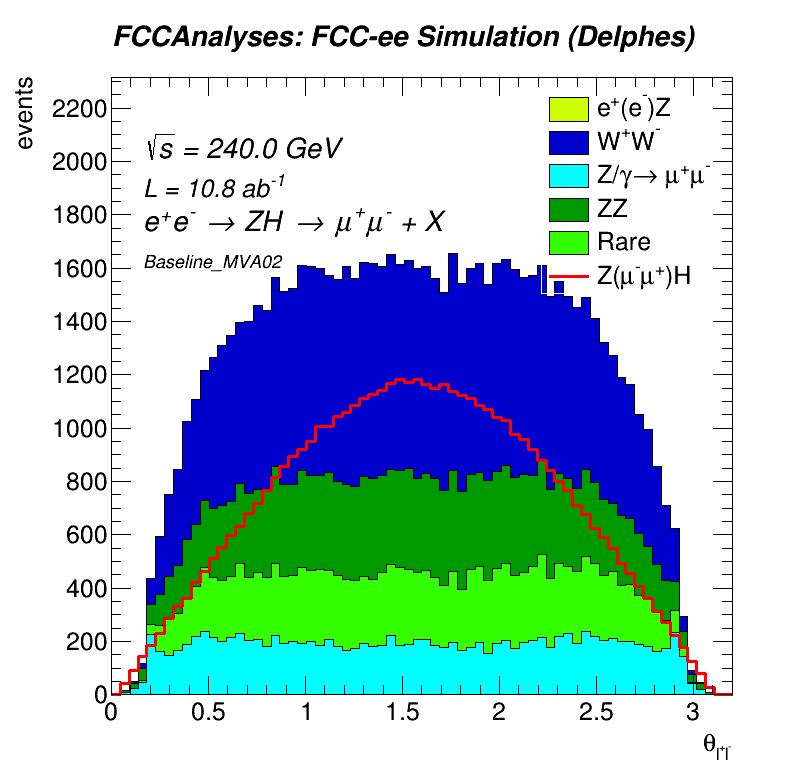 FCCAnalyses: FCC-ee Simulation (Delphes)
events
2200
2000
1800
1600
1400
1200
1000
800
600
400
200
0
√s = 240.0 GeV
L = 10.8 ab⁻¹
e⁺e⁻ → ZH → μ⁺μ⁻ + X
Baseline_MVA02
e⁺(e⁻)Z
W⁺W⁻
Z/γ→ μ⁺μ⁻
ZZ
Rare
Z(μ⁻μ⁺)H
0 0.5 1 1.5 2 2.5 3
θ_l⁺l⁻